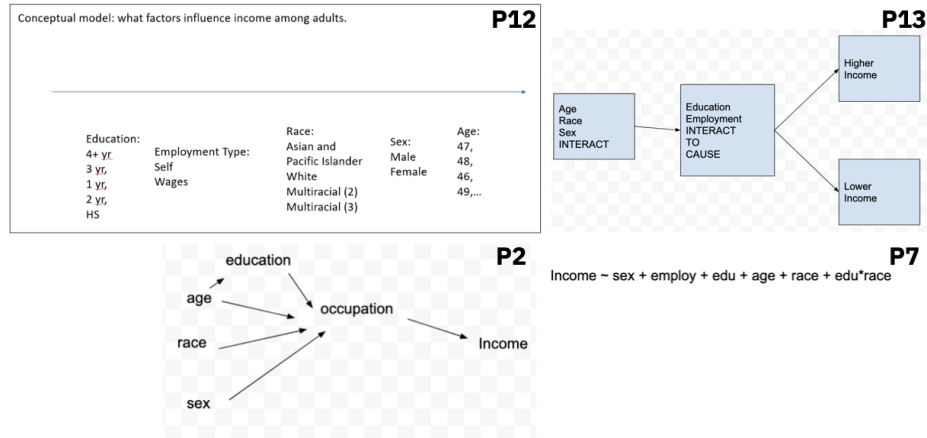 Conceptual model: what factors influence income among adults.
P12
Education:
4+ yr
3 yr,
1 yr,
2 yr,
HS
Employment Type:
Self
Wages
Race:
Asian and
Pacific Islander
White
Multiracial (2)
Multiracial (3)
Sex:
Male
Female
Age:
47,
48,
46,
49,...
P13
Age
Race
Sex
INTERACT
Education
Employment
INTERACT
TO
CAUSE
Higher
Income
Lower
Income
P2
education
age
occupation
race
Income
sex
P7
Income ~ sex + employ + edu + age + race + edu*race